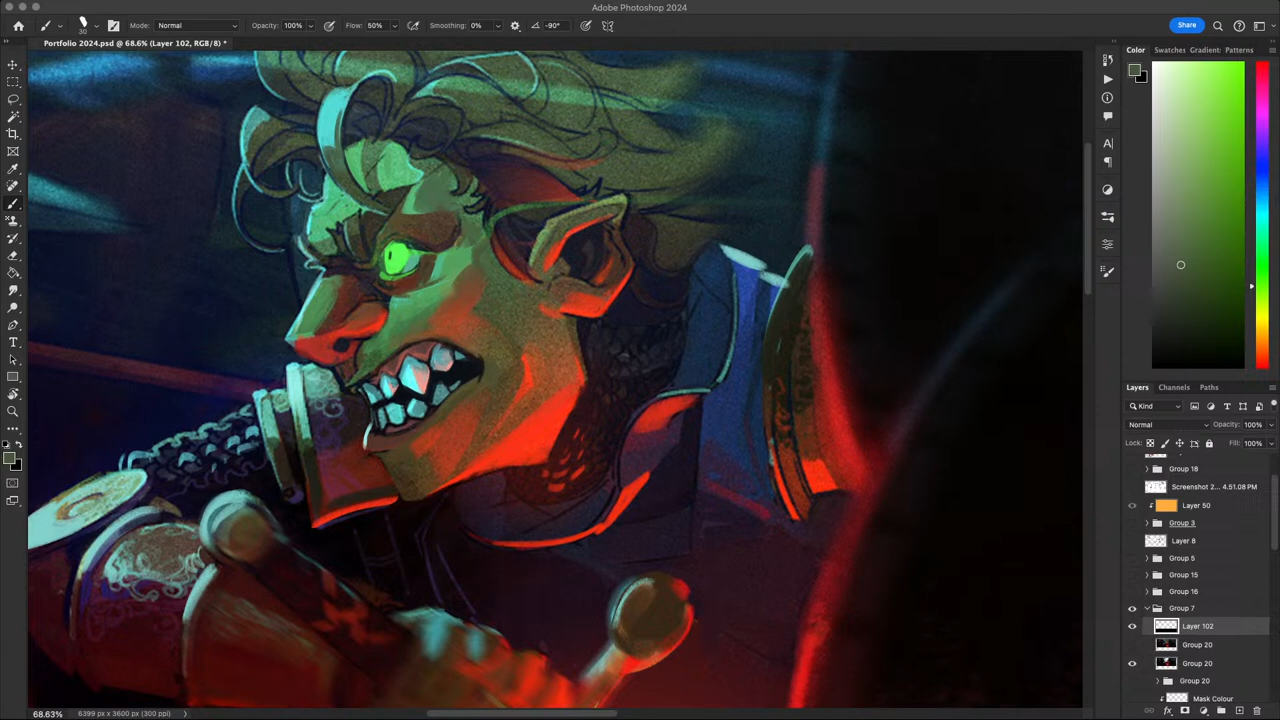 Adobe Photoshop 2024
30
Mode: Normal
Opacity: 100%
Flow: 50%
Smoothing: 0%
-90°
Share
Portfolio 2024.psd @ 68.6% (Layer 102, RGB/8) *
Color
Swatches
Gradient:
Patterns
Layers
Channels
Paths
Kind
Normal
Opacity: 100%
Lock:
Fill: 100%
Group 18
Screenshot 2... 4.51.08 PM
Layer 50
Group 3
Layer 8
Group 5
Group 15
Group 16
Group 7
Layer 102
Group 20
Group 20
Group 20
Mask Colour
68.63%
6399 px x 3600 px (300 ppi)